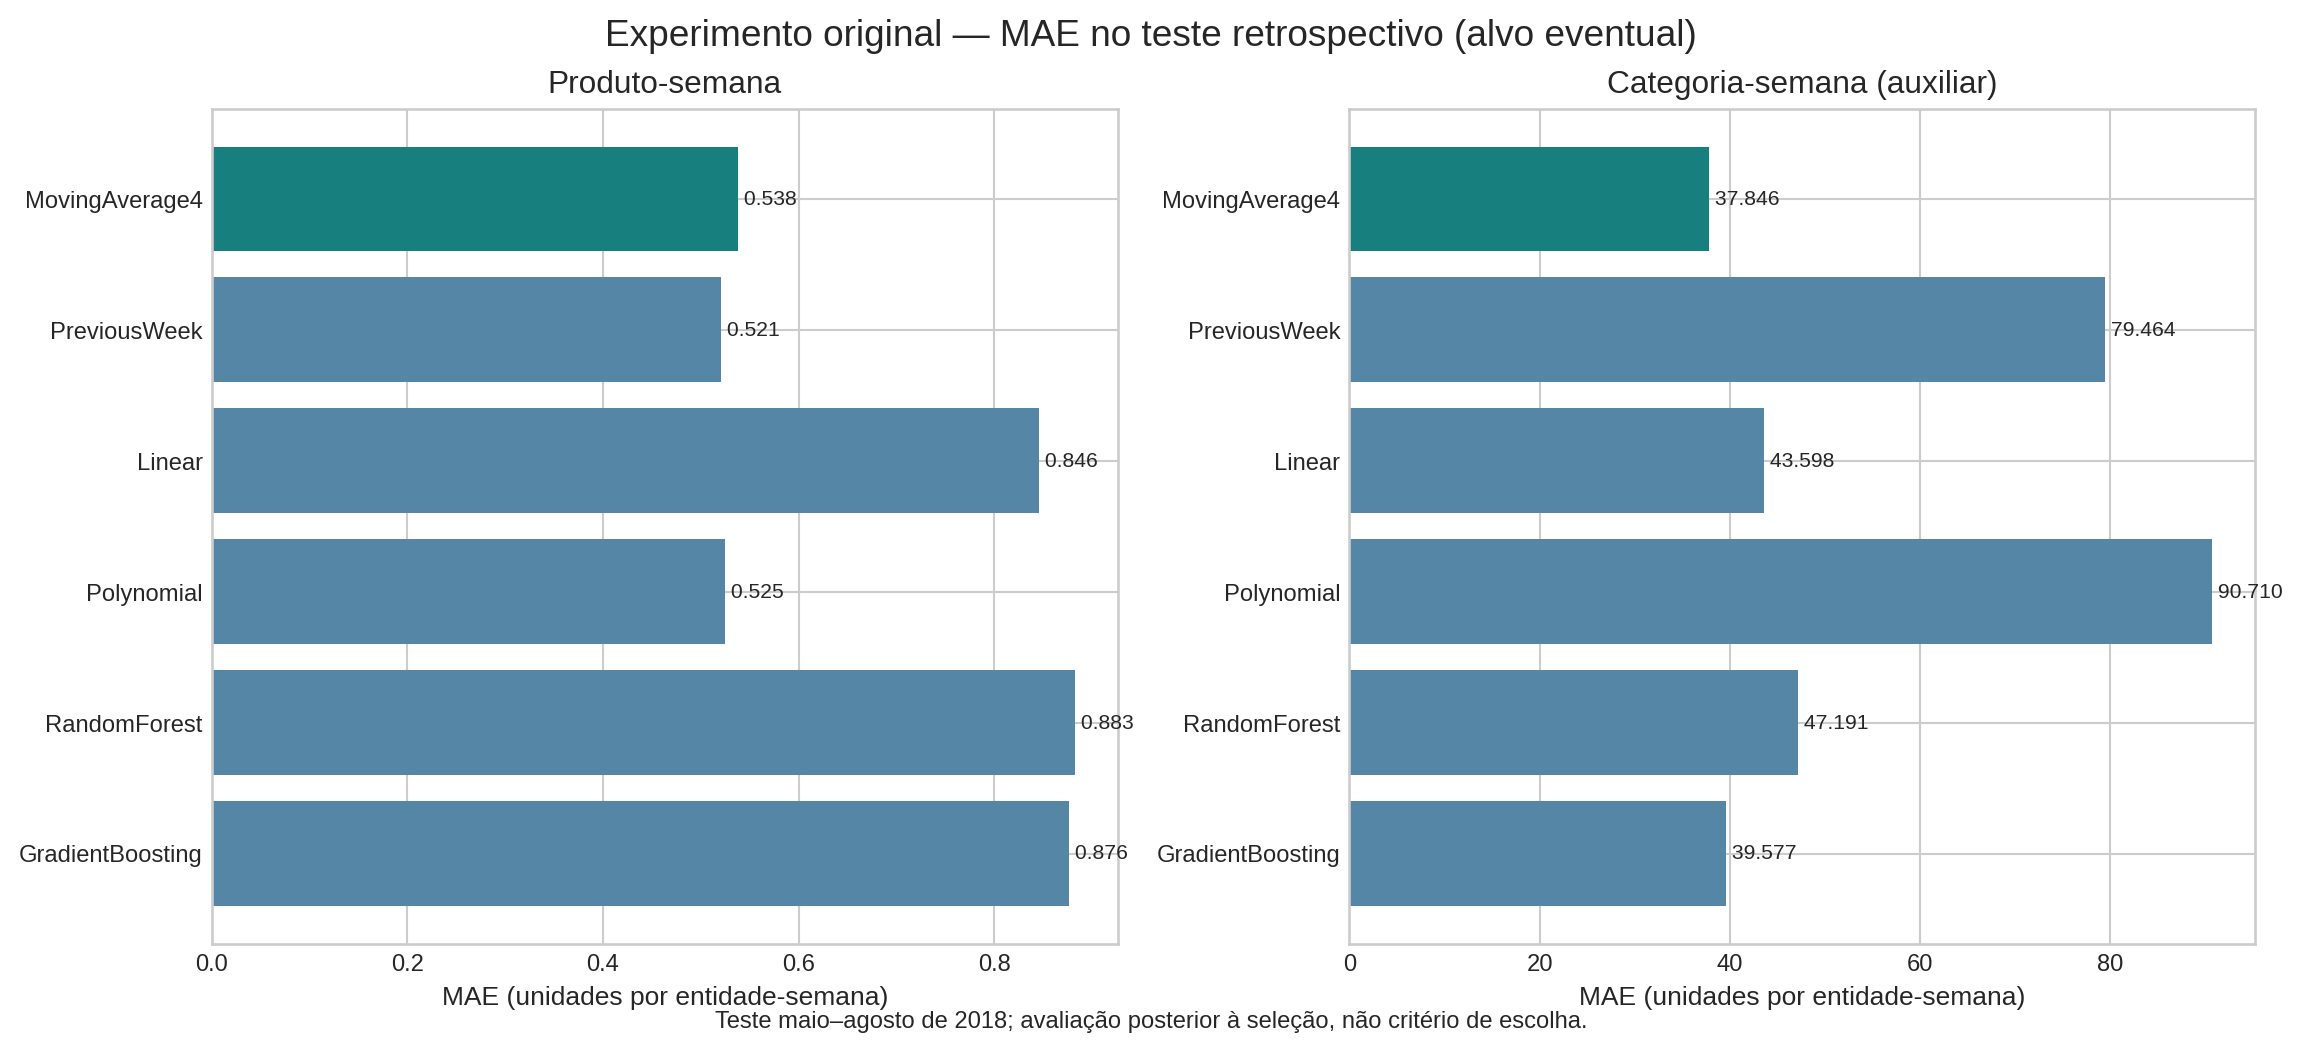 Experimento original — MAE no teste retrospectivo (alvo eventual)
Produto-semana
MovingAverage4
0.538
PreviousWeek
0.521
Linear
0.846
Polynomial
0.525
RandomForest
0.883
GradientBoosting
0.876
0.0 0.2 0.4 0.6 0.8
MAE (unidades por entidade-semana)
Categoria-semana (auxiliar)
MovingAverage4
37.846
PreviousWeek
79.464
Linear
43.598
Polynomial
90.710
RandomForest
47.191
GradientBoosting
39.577
0 20 40 60 80
MAE (unidades por entidade-semana)
Teste maio–agosto de 2018; avaliação posterior à seleção, não critério de escolha.